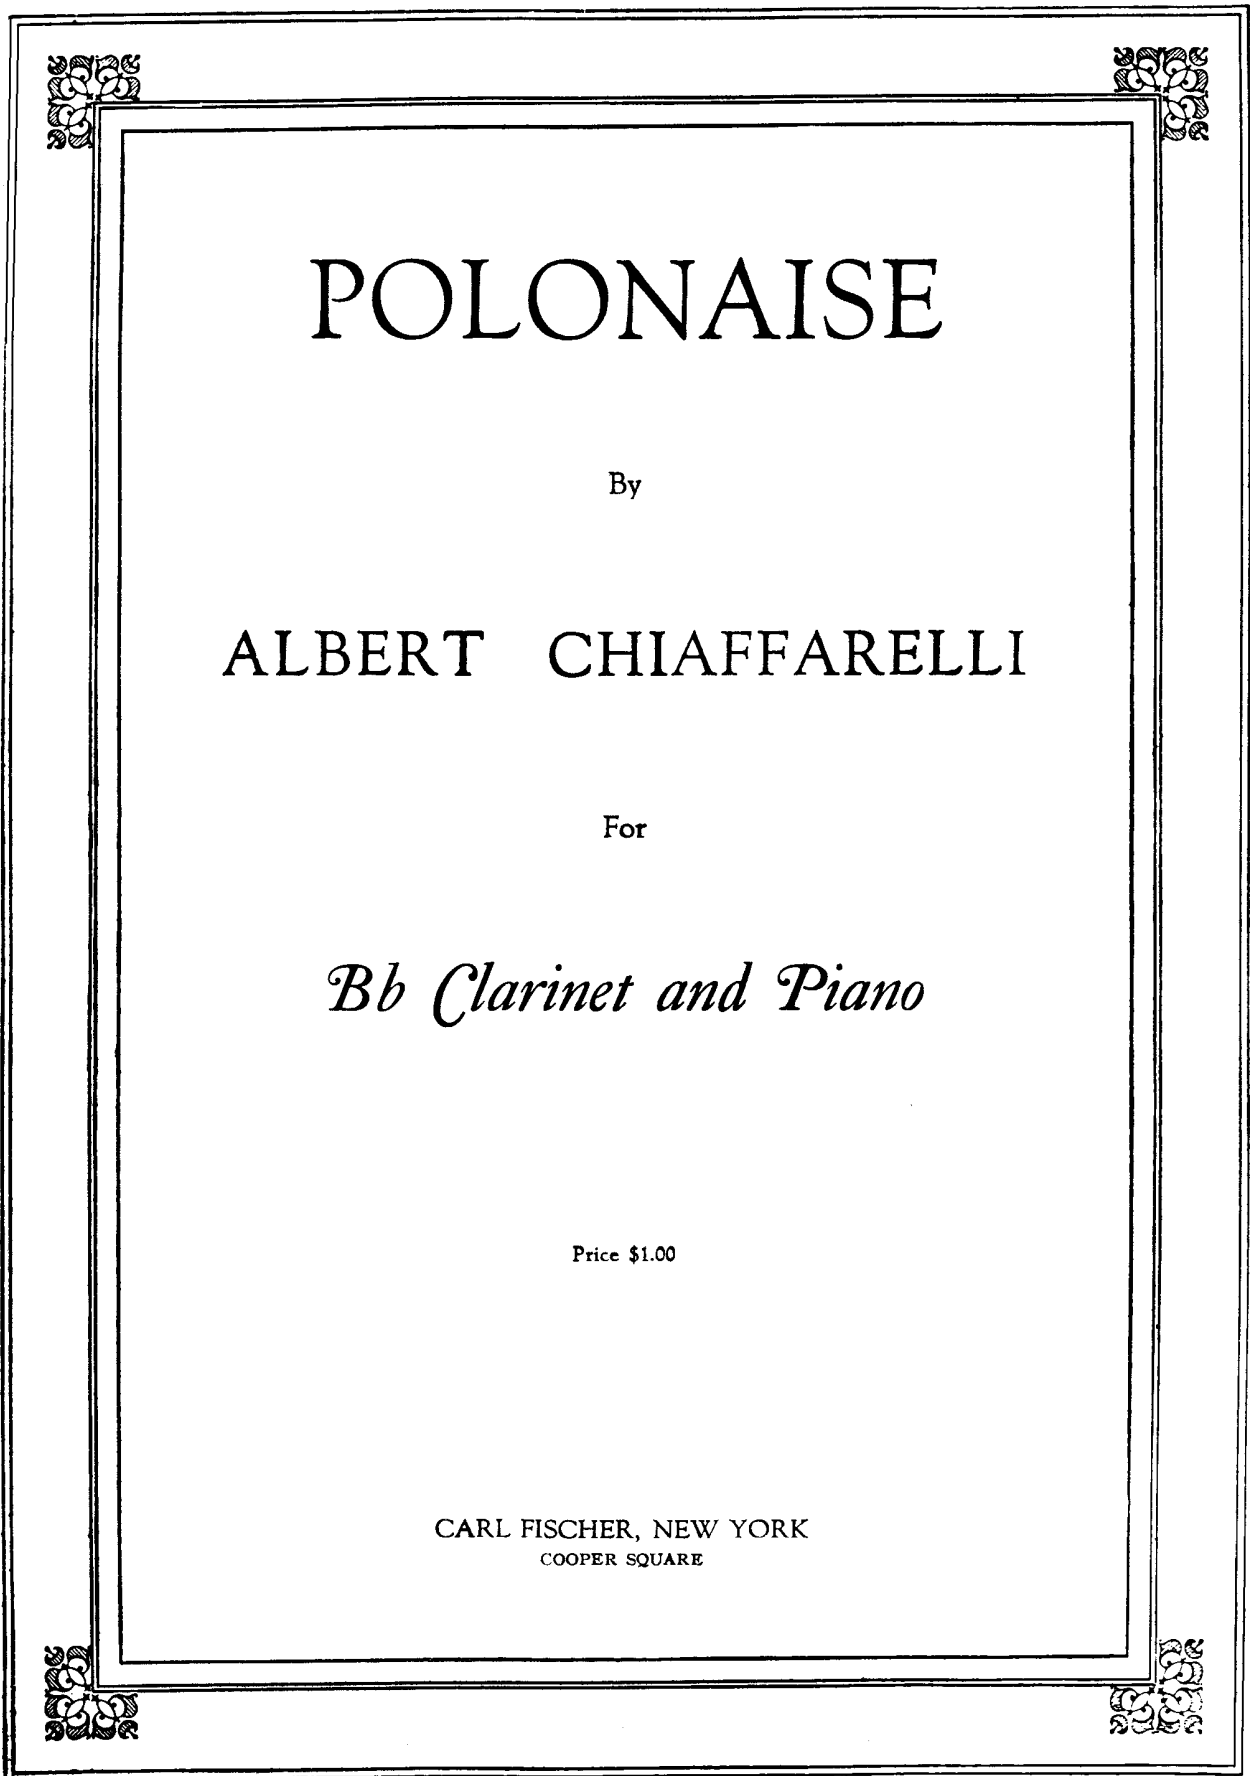 POLONAISE
By
ALBERT CHIAFFARELLI
For
Bb Clarinet and Piano
Price $1.00
CARL FISCHER, NEW YORK
COOPER SQUARE